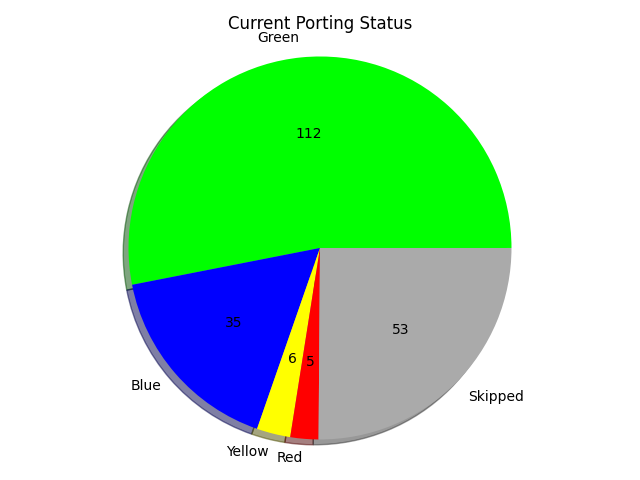 Current Porting Status
Green
112
35
6
5
53
Blue
Skipped
Yellow
Red